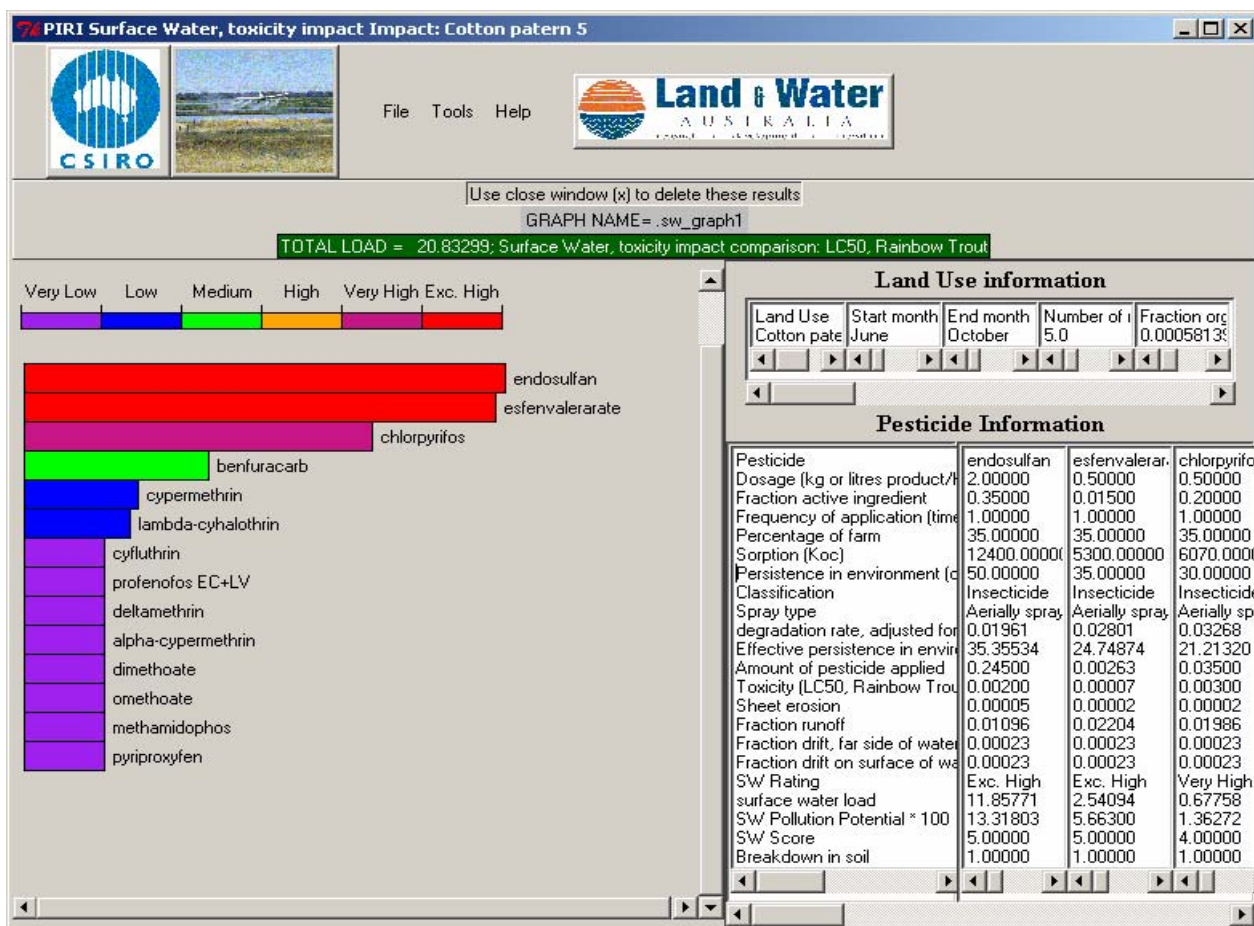 PIRI Surface Water, toxicity impact Impact: Cotton patern 5
CSIRO
File Tools Help
Land & Water
AUSTRALIA
Use close window (x) to delete these results
GRAPH NAME= .sw_graph1
TOTAL LOAD = 20.83299; Surface Water, toxicity impact comparison: LC50, Rainbow Trout
Very Low Low Medium High Very High Exc. High
endosulfan
esfenvalerarate
chlorpyrifos
benfuracarb
cypermethrin
lambda-cyhalothrin
cyfluthrin
profenofos EC+LV
deltamethrin
alpha-cypermethrin
dimethoate
omethoate
methamidophos
pyriproxyfen
Land Use information
Land Use Start month End month Number of r Fraction org
Cotton pate June October 5.0 0.00058139
Pesticide Information
Pesticide endosulfan esfenvalerar chlorpyrifo
Dosage (kg or litres product/H 2.00000 0.50000 0.50000
Fraction active ingredient 0.35000 0.01500 0.20000
Frequency of application (time 1.00000 1.00000 1.00000
Percentage of farm 35.00000 35.00000 35.00000
Sorption (Koc) 12400.0000( 5300.00000 6070.0000
Persistence in environment (d 50.00000 35.00000 30.00000
Classification Insecticide Insecticide Insecticide
Spray type Aerially spray Aerially spray Aerially sp
degradation rate, adjusted for 0.01961 0.02801 0.03268
Effective persistence in envir 35.35534 24.74874 21.21320
Amount of pesticide applied 0.24500 0.00263 0.03500
Toxicity (LC50, Rainbow Trou 0.00200 0.00007 0.00300
Sheet erosion 0.00005 0.00002 0.00002
Fraction runoff 0.01096 0.02204 0.01986
Fraction drift, far side of water 0.00023 0.00023 0.00023
Fraction drift on surface of wa 0.00023 0.00023 0.00023
SW Rating Exc. High Exc. High Very High
surface water load 11.85771 2.54094 0.67758
SW Pollution Potential * 100 13.31803 5.66300 1.36272
SW Score 5.00000 5.00000 4.00000
Breakdown in soil 1.00000 1.00000 1.00000